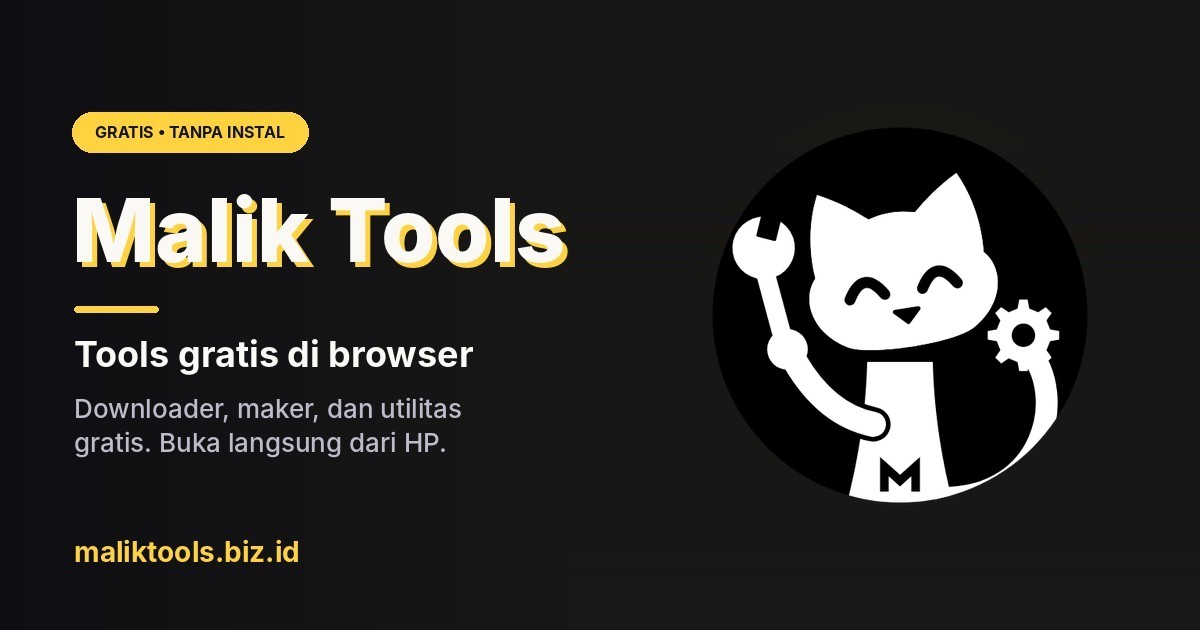 GRATIS • TANPA INSTAL
Malik Tools
Tools gratis di browser
Downloader, maker, dan utilitas
gratis. Buka langsung dari HP.
maliktools.biz.id
M